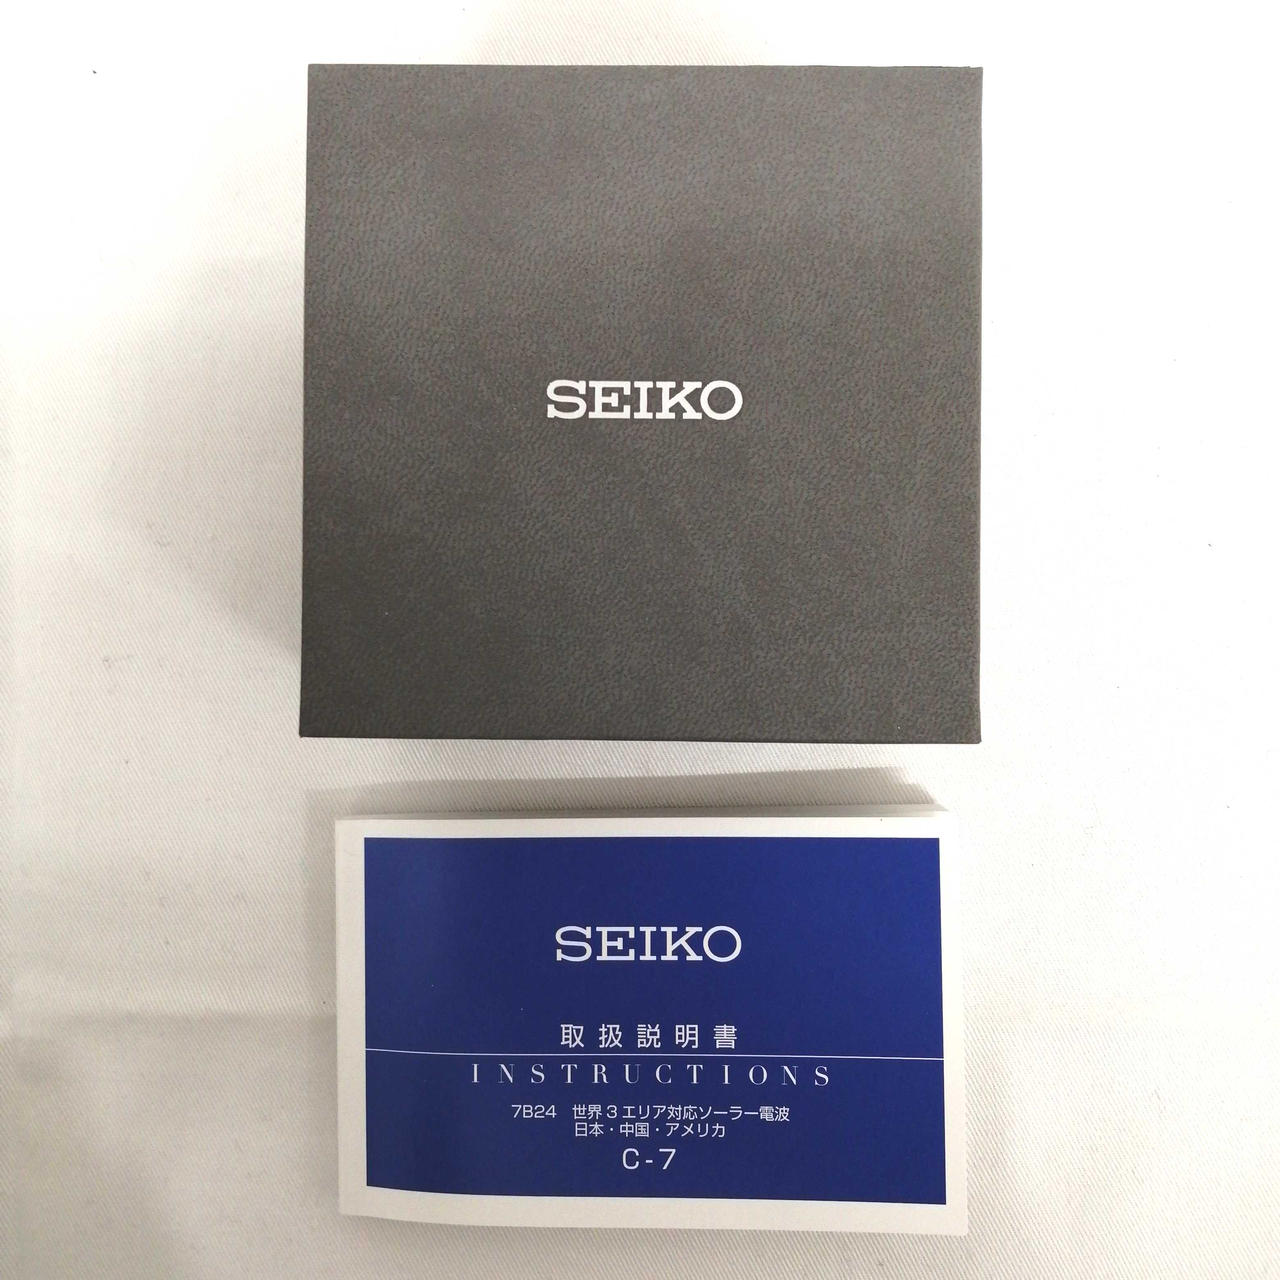 SEIKO
SEIKO
取扱説明書
INSTRUCTIONS
7B24 世界3エリア対応ソーラー電波
日本・中国・アメリカ
C-7